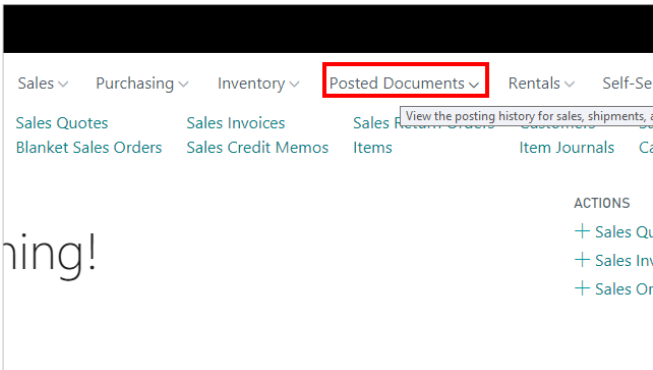 Sales Purchasing Inventory Posted Documents Rentals Self-Se
View the posting history for sales, shipments, a
Sales Quotes Sales Invoices Sales Return Orders Customers
Blanket Sales Orders Sales Credit Memos Items Item Journals Ca
ACTIONS
ning!
+ Sales Qu
+ Sales Inv
+ Sales Or